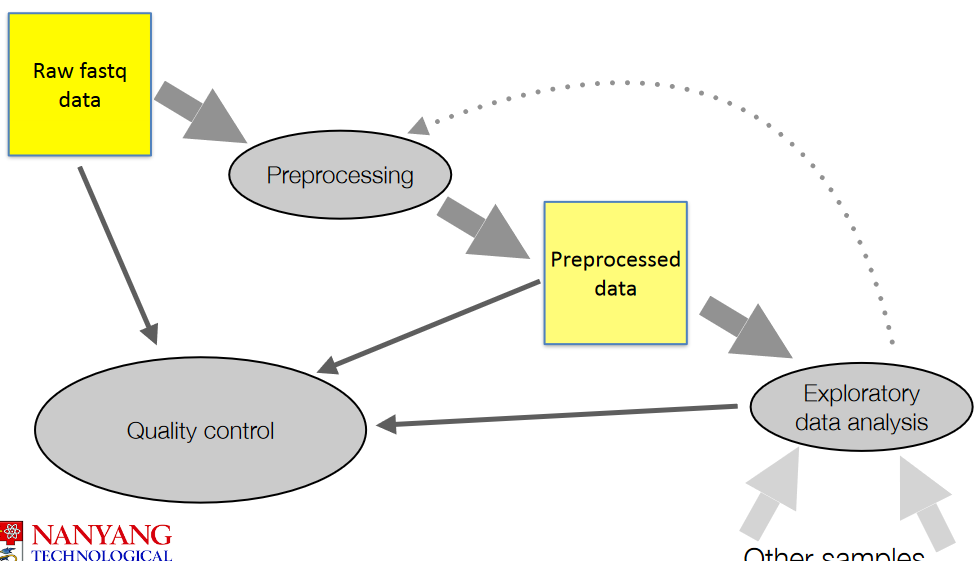 Raw fastq
data
Preprocessing
Preprocessed
data
Exploratory
data analysis
Quality control
NANYANG
TECHNOLOGICAL
Other samples